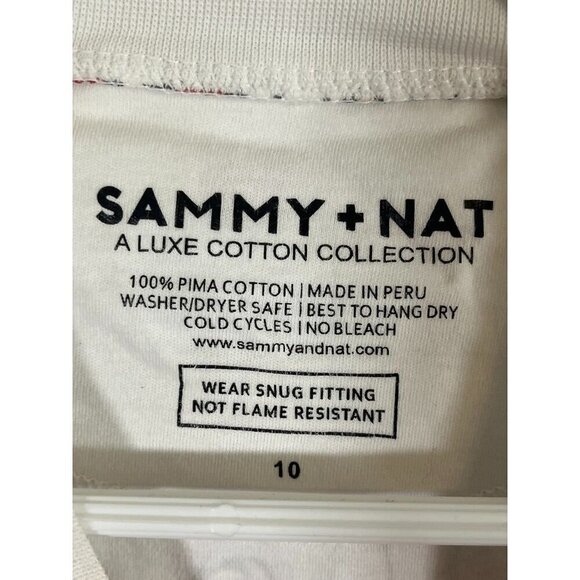 SAMMY + NAT
A LUXE COTTON COLLECTION
100% PIMA COTTON | MADE IN PERU
WASHER/DRYER SAFE | BEST TO HANG DRY
COLD CYCLES | NO BLEACH
www.sammyandnat.com
WEAR SNUG FITTING
NOT FLAME RESISTANT
10